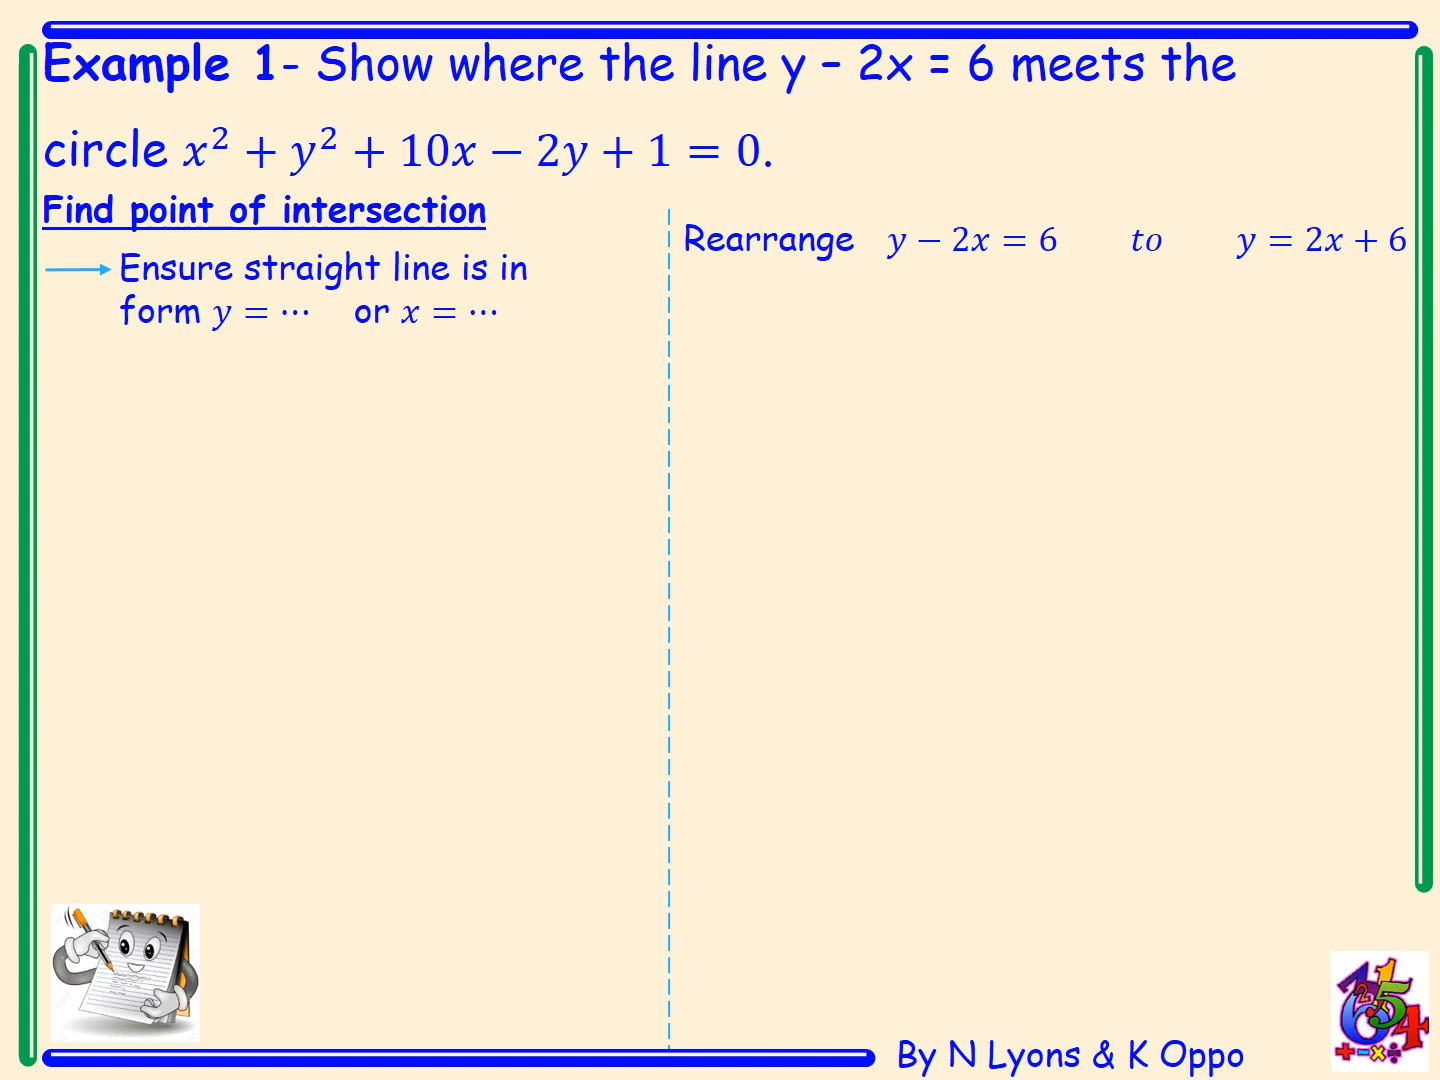 Example 1- Show where the line y – 2x = 6 meets the
circle 𝑥² + 𝑦² + 10𝑥 − 2𝑦 + 1 = 0.
Find point of intersection
Ensure straight line is in
form 𝑦 = ⋯ or 𝑥 = ⋯
Rearrange 𝑦 − 2𝑥 = 6 𝑡𝑜 𝑦 = 2𝑥 + 6
By N Lyons & K Oppo